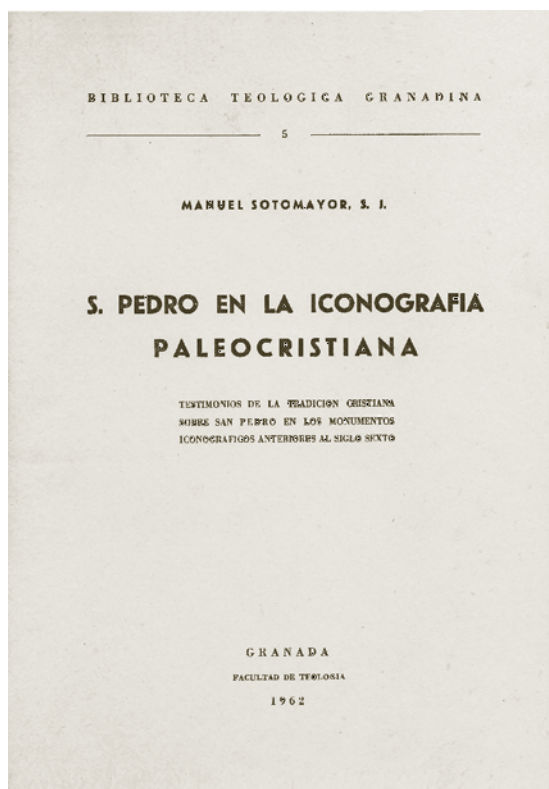 BIBLIOTECA TEOLOGICA GRANADINA
5
MANUEL SOTOMAYOR, S. J.
S. PEDRO EN LA ICONOGRAFIA
PALEOCRISTIANA
TESTIMONIOS DE LA TRADICION CRISTIANA
SOBRE SAN PEDRO EN LOS MONUMENTOS
ICONOGRAFICOS ANTERIORES AL SIGLO SEXTO
GRANADA
FACULTAD DE TEOLOGIA
1962